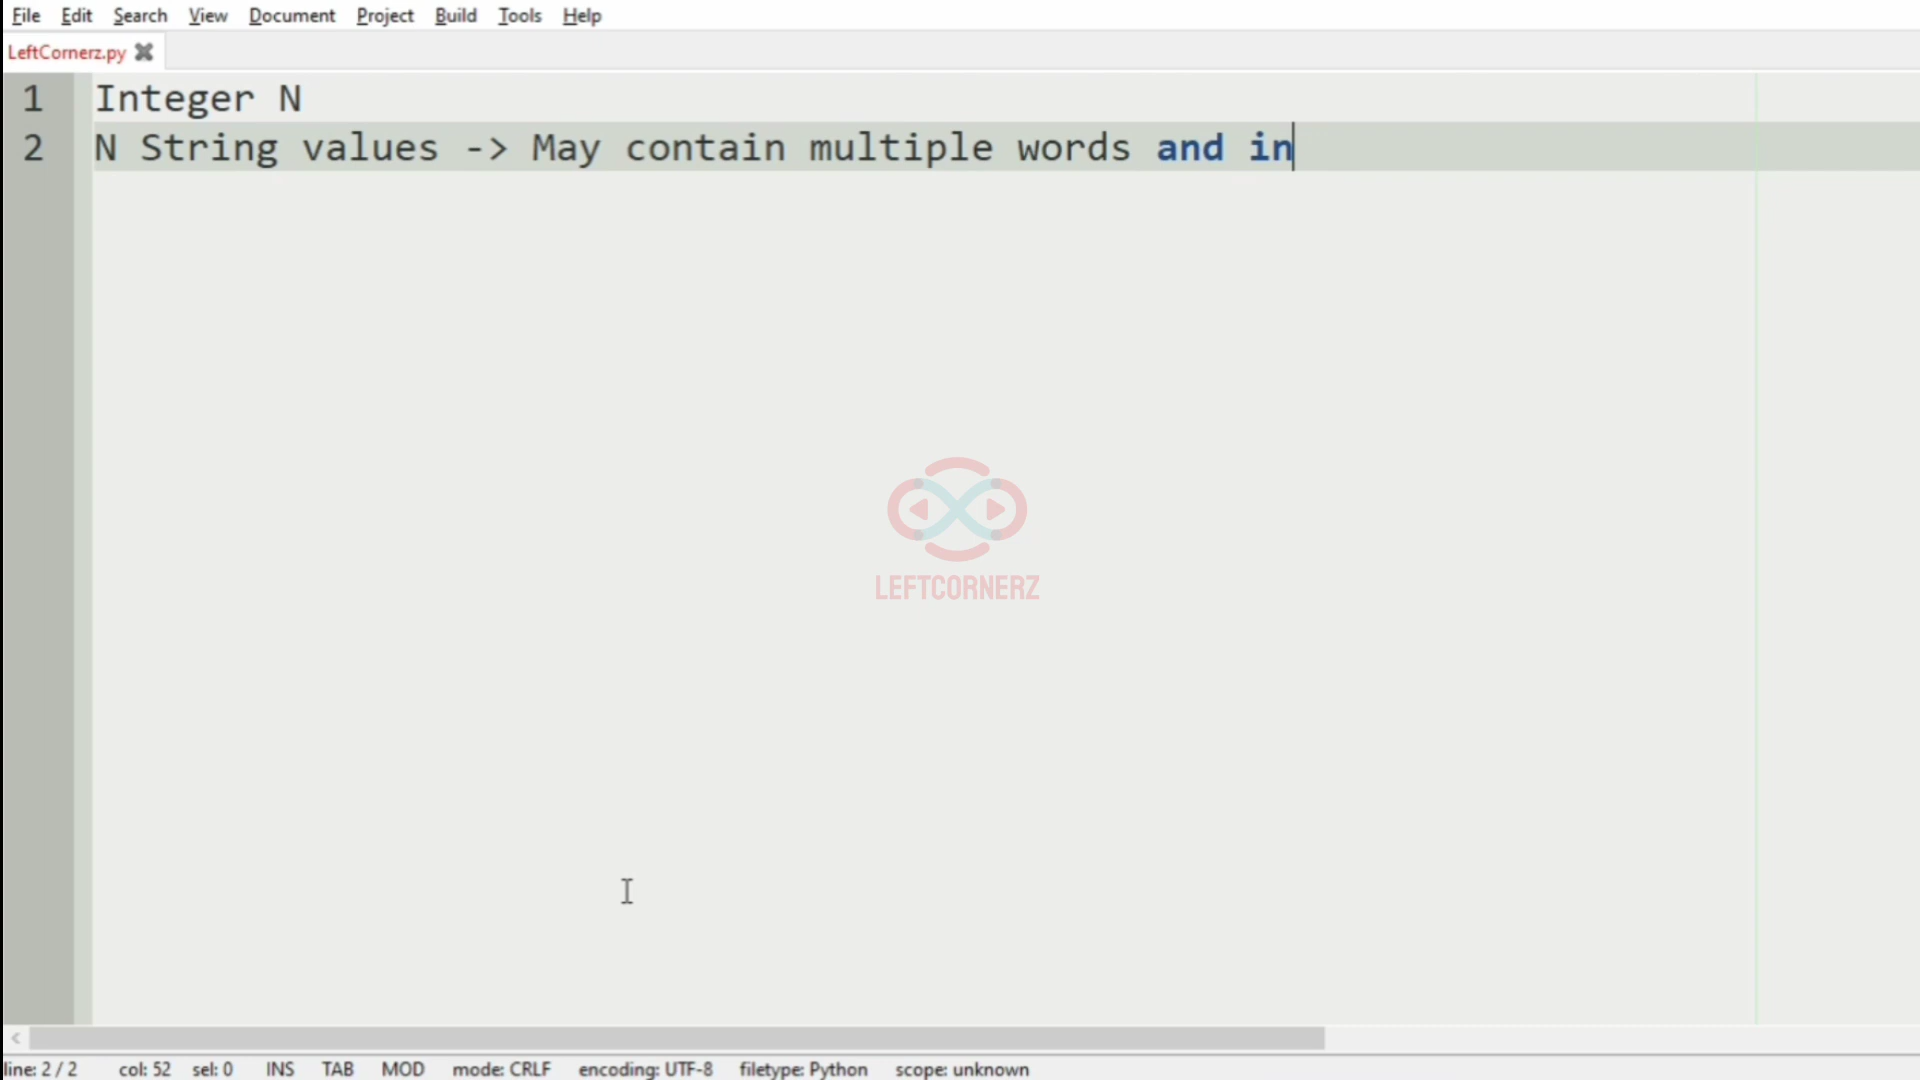 File Edit Search View Document Project Build Tools Help
LeftCornerz.py
1 Integer N
2 N String values -> May contain multiple words and in
LEFTCORNERZ
line: 2 / 2 col: 52 sel: 0 INS TAB MOD mode: CRLF encoding: UTF-8 filetype: Python scope: unknown